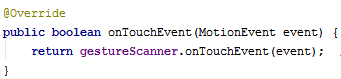 @Override
public boolean onTouchEvent(MotionEvent event) {
    return gestureScanner.onTouchEvent(event);
}